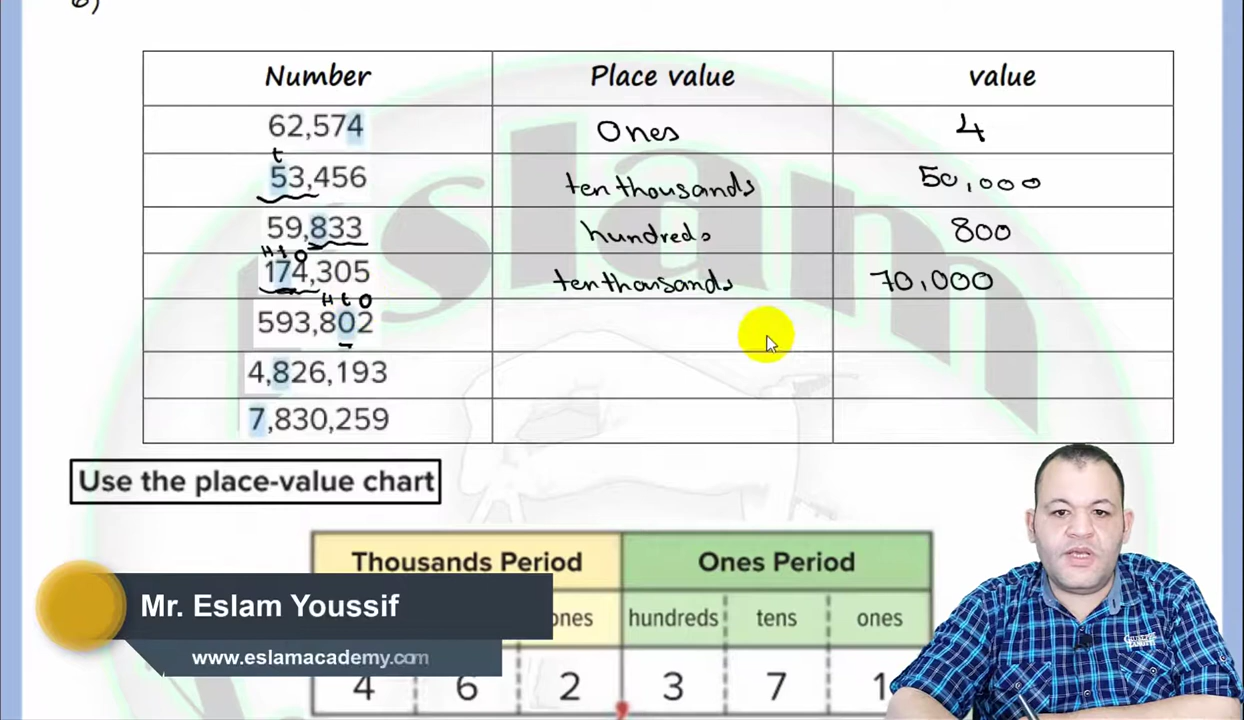 6)
Number Place value value
62,574 Ones 4
t
53,456 ten thousands 50,000
59,833 hundreds 800
H t O
174,305 ten thousands 70,000
H t O
593,802
4,826,193
7,830,259
Use the place-value chart
Thousands Period Ones Period
ones hundreds tens ones
4 6 2 , 3 7 1
Mr. Eslam Youssif
www.eslamacademy.com
Eslam